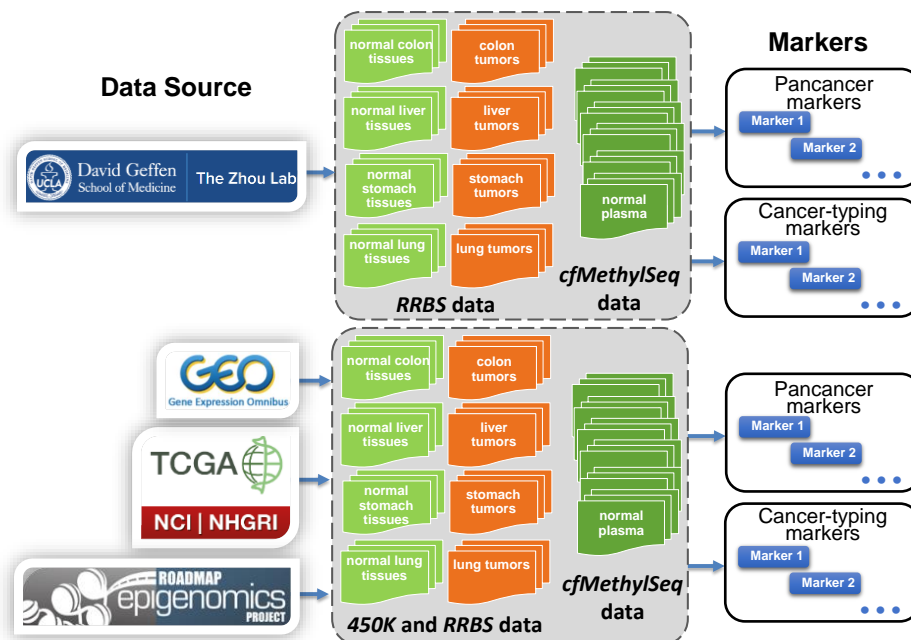 Data Source
UCLA
David Geffen
School of Medicine
The Zhou Lab
normal colon
tissues
colon
tumors
normal liver
tissues
liver
tumors
normal
stomach
tissues
stomach
tumors
normal lung
tissues
lung tumors
RRBS data
normal
plasma
cfMethylSeq
data
Markers
Pancancer
markers
Marker 1
Marker 2
Cancer-typing
markers
Marker 1
Marker 2
GEO
Gene Expression Omnibus
TCGA
NCI | NHGRI
ROADMAP
epigenomics
PROJECT
normal colon
tissues
colon
tumors
normal liver
tissues
liver
tumors
normal
stomach
tissues
stomach
tumors
normal lung
tissues
lung tumors
450K and RRBS data
normal
plasma
cfMethylSeq
data
Pancancer
markers
Marker 1
Marker 2
Cancer-typing
markers
Marker 1
Marker 2